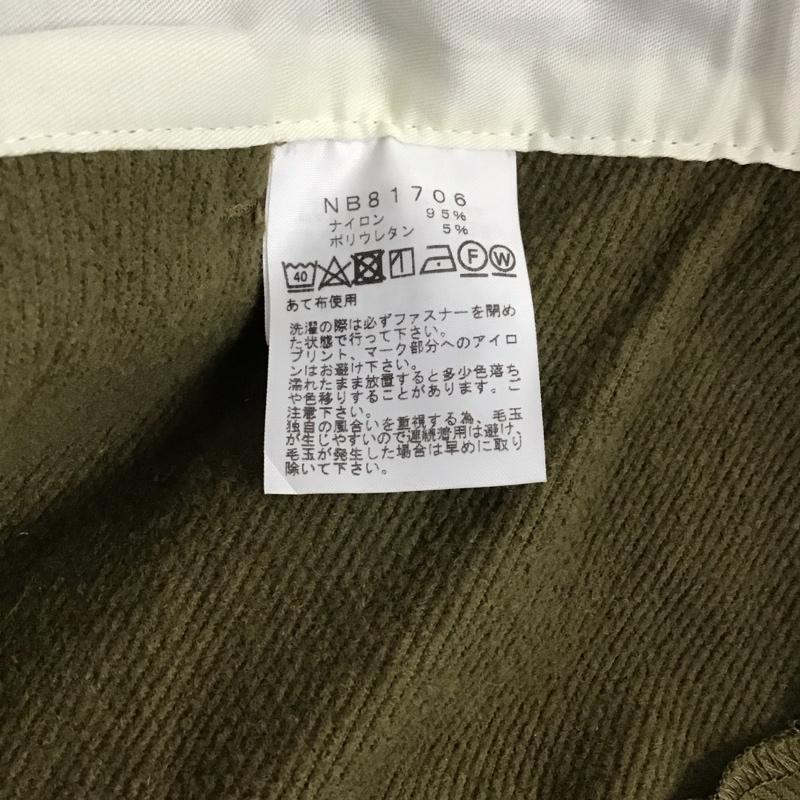 NB81706
ナイロン 95%
ポリウレタン 5%
40 F W
あて布使用
洗濯の際は必ずファスナーを閉め
た状態で行って下さい。
プリント、マーク部分へのアイロ
ンはお避け下さい。
濡れたまま放置すると多少色落ち
や色移りすることがあります。ご
注意下さい。
独自の風合いを重視する為、毛玉
が生じやすいので連続着用は避け、
毛玉が発生した場合は早めに取り
除いて下さい。